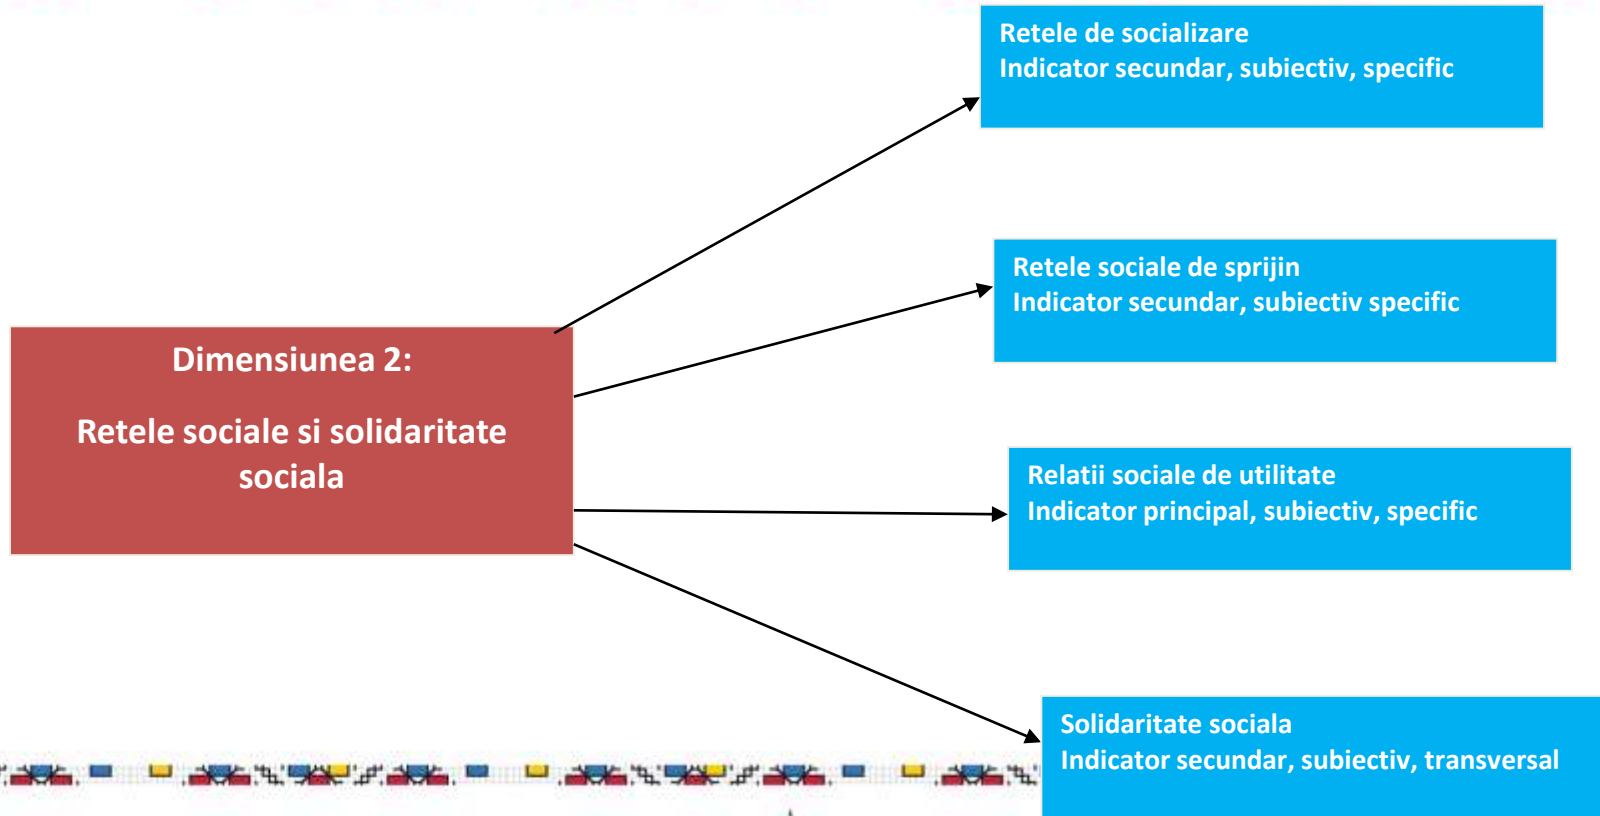 Retele de socializare
Indicator secundar, subiectiv, specific
Retele sociale de sprijin
Indicator secundar, subiectiv specific
Dimensiunea 2:
Retele sociale si solidaritate
sociala
Relatii sociale de utilitate
Indicator principal, subiectiv, specific
Solidaritate sociala
Indicator secundar, subiectiv, transversal